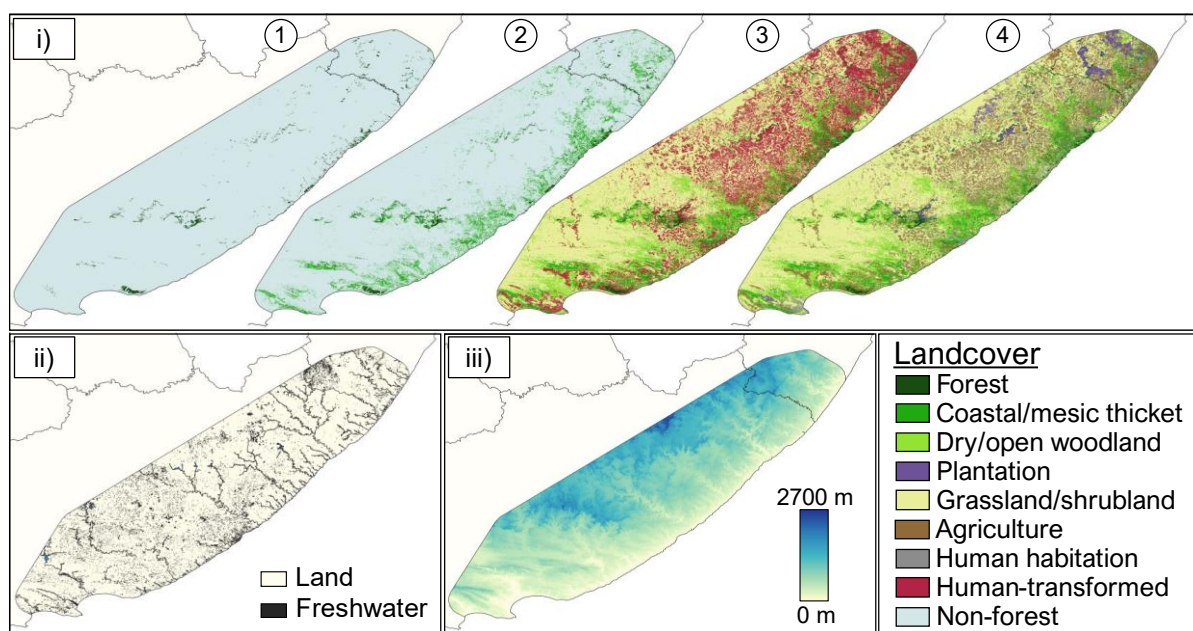 i)
1
2
3
4
ii)
Land
Freshwater
iii)
2700 m
0 m
Landcover
Forest
Coastal/mesic thicket
Dry/open woodland
Plantation
Grassland/shrubland
Agriculture
Human habitation
Human-transformed
Non-forest